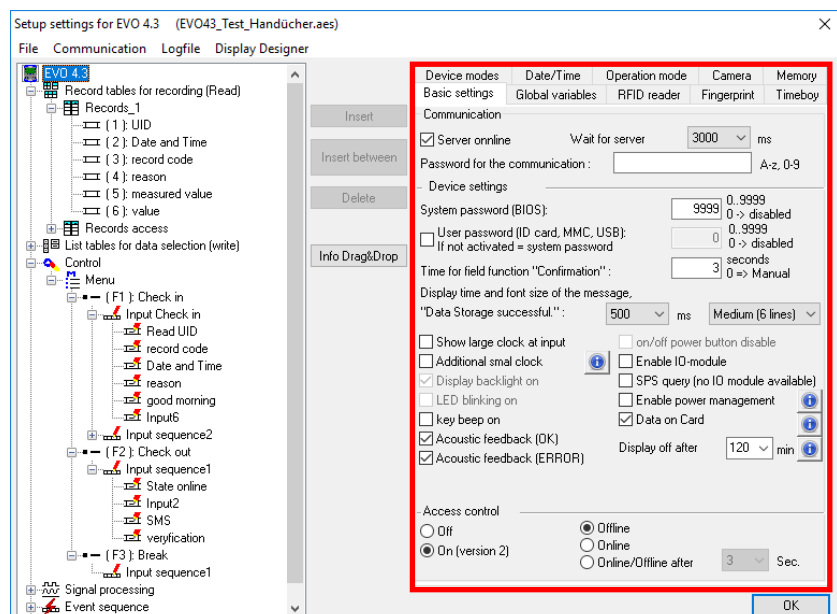 Setup settings for EVO 4.3 (EVO43_Test_Handücher.aes)
File Communication Logfile Display Designer
EVO 4.3
Record tables for recording (Read)
Records_1
( 1 ): UID
( 2 ): Date and Time
( 3 ): record code
( 4 ): reason
( 5 ): measured value
( 6 ): value
Records access
List tables for data selection (write)
Control
Menu
( F1 ): Check in
Input Check in
Read UID
record code
Date and Time
reason
good morning
Input6
Input sequence2
( F2 ): Check out
Input sequence1
State online
Input2
SMS
veryfication
( F3 ): Break
Input sequence1
Signal processing
Event sequence
Insert
Insert between
Delete
Info Drag&Drop
Device modes Date/Time Operation mode Camera Memory
Basic settings Global variables RFID reader Fingerprint Timeboy
Communication
Server onnline Wait for server 3000 ms
Password for the communication : A-z, 0-9
Device settings
System password (BIOS): 9999 0..9999
0 -> disabled
User password (ID card, MMC, USB): 0 0..9999
If not activated = system password 0 -> disabled
Time for field function "Confirmation" : 3 seconds
0 => Manual
Display time and font size of the message,
"Data Storage successful." : 500 ms Medium (6 lines)
Show large clock at input on/off power button disable
Additional smal clock Enable IO-module
Display backlight on SPS query (no IO module available)
LED blinking on Enable power management
key beep on Data on Card
Acoustic feedback (OK)
Display off after 120 min
Acoustic feedback (ERROR)
Access control
Off Offline
On (version 2) Online
Online/Offline after 3 Sec.
OK